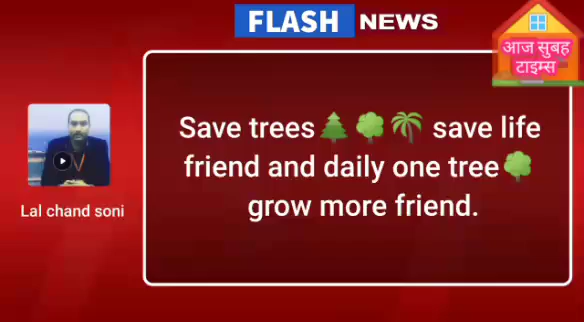 FLASH NEWS
आज सुबह
टाइम्स
Save trees🌲🌳🌴 save life
friend and daily one tree🌳
grow more friend.
Lal chand soni